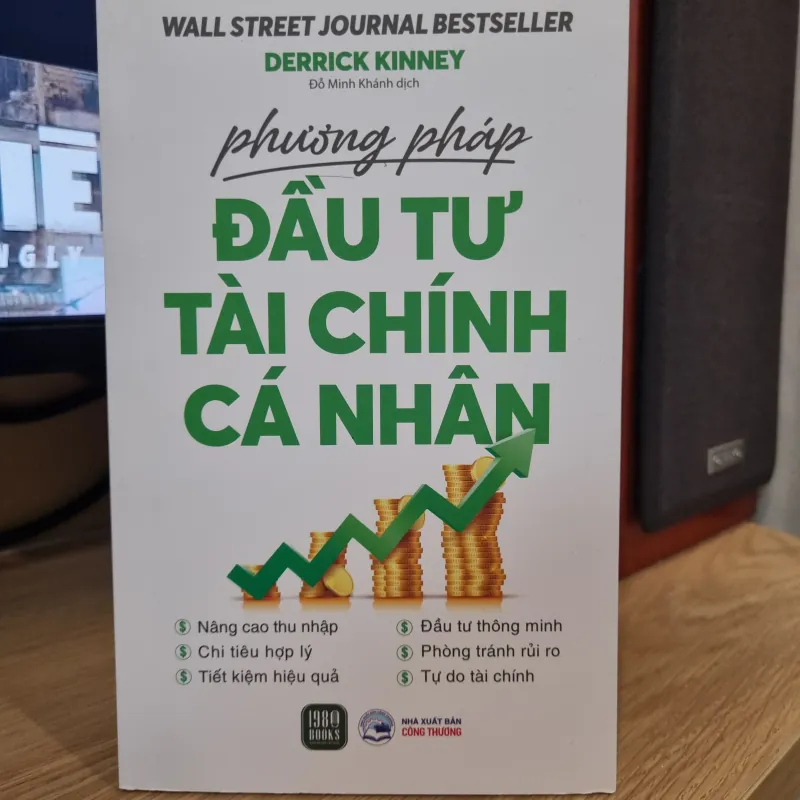 WALL STREET JOURNAL BESTSELLER
DERRICK KINNEY
Đỗ Minh Khánh dịch
phương pháp
ĐẦU TƯ
TÀI CHÍNH
CÁ NHÂN
Nâng cao thu nhập
Chi tiêu hợp lý
Tiết kiệm hiệu quả
Đầu tư thông minh
Phòng tránh rủi ro
Tự do tài chính
1980
BOOKS
NHÀ XUẤT BẢN
CÔNG THƯƠNG